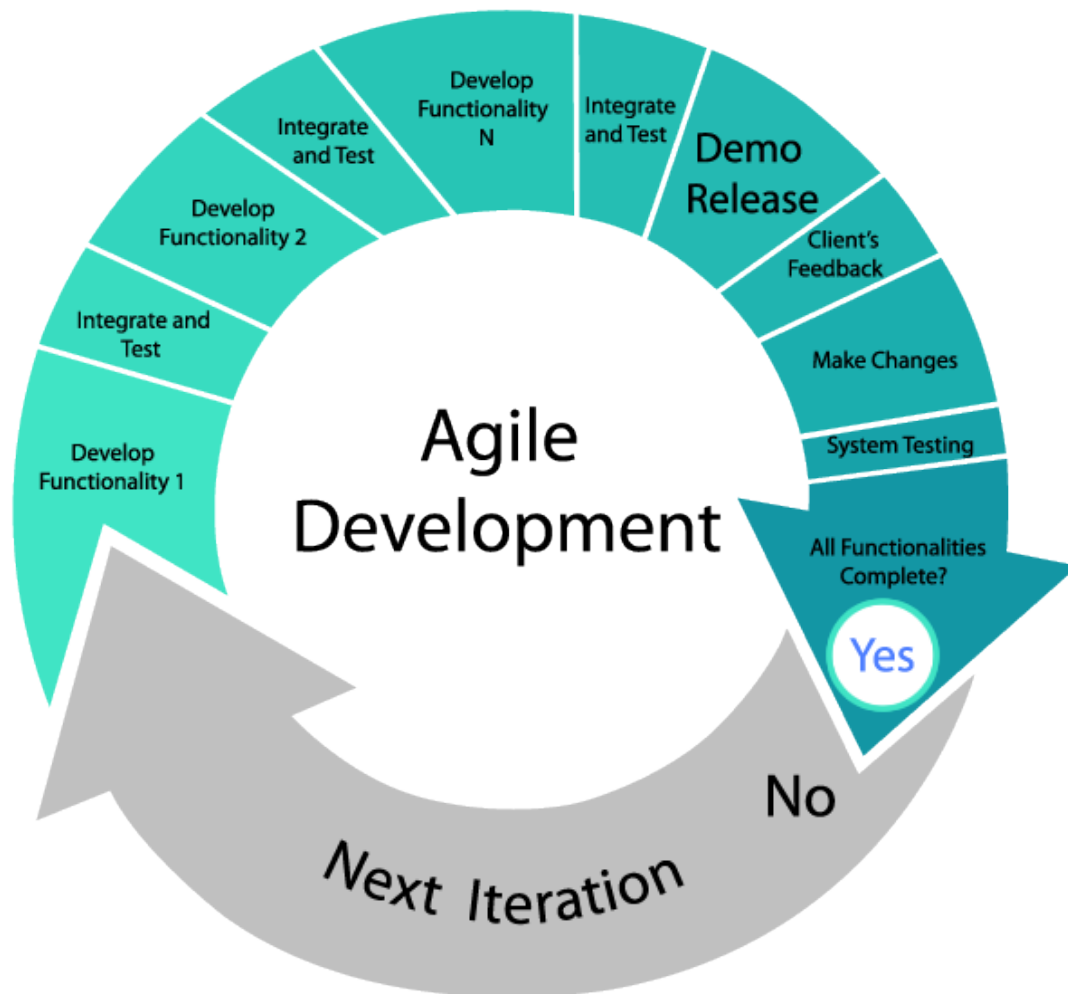 Develop
Functionality 1
Integrate and
Test
Develop
Functionality 2
Integrate
and Test
Develop
Functionality
N
Integrate
and Test
Demo
Release
Client's
Feedback
Make Changes
System Testing
All Functionalities
Complete?
Yes
No
Next Iteration
Agile
Development